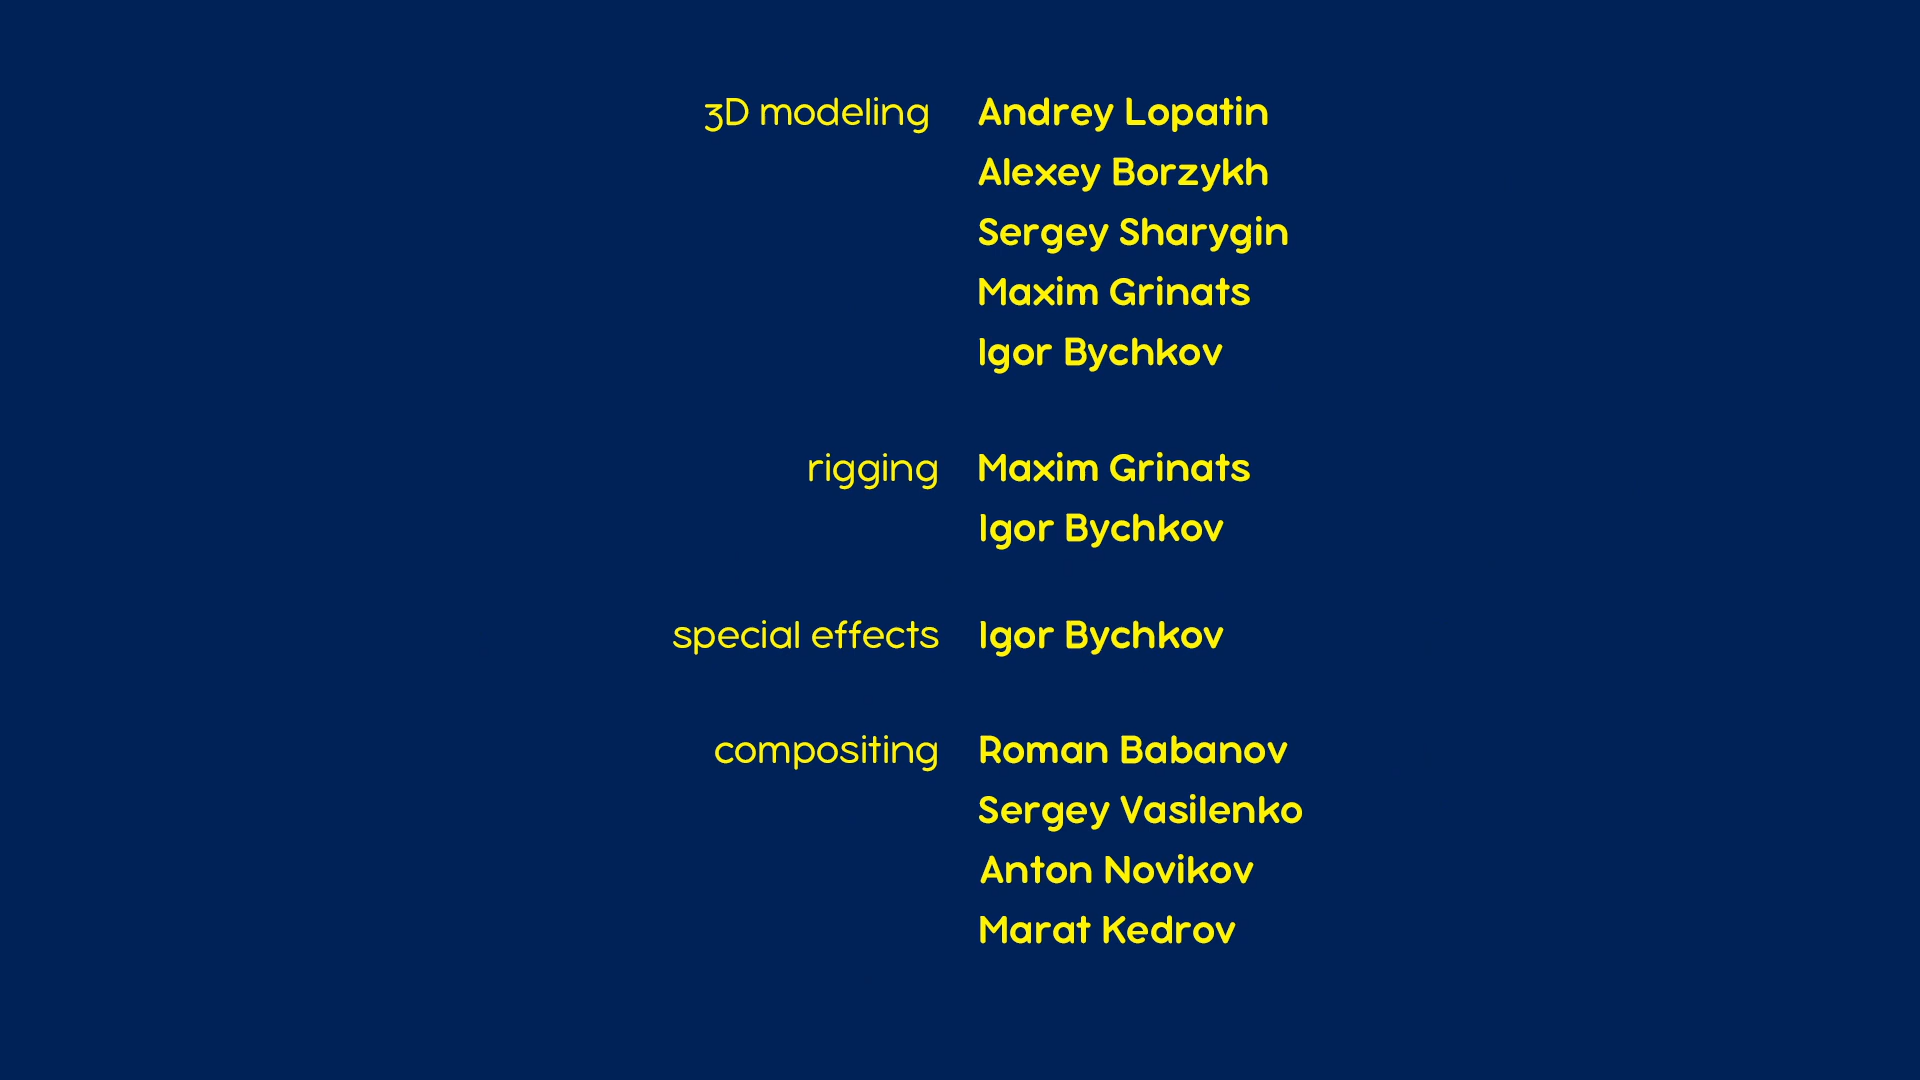 3D modeling Andrey Lopatin
Alexey Borzykh
Sergey Sharygin
Maxim Grinats
Igor Bychkov
rigging Maxim Grinats
Igor Bychkov
special effects Igor Bychkov
compositing Roman Babanov
Sergey Vasilenko
Anton Novikov
Marat Kedrov